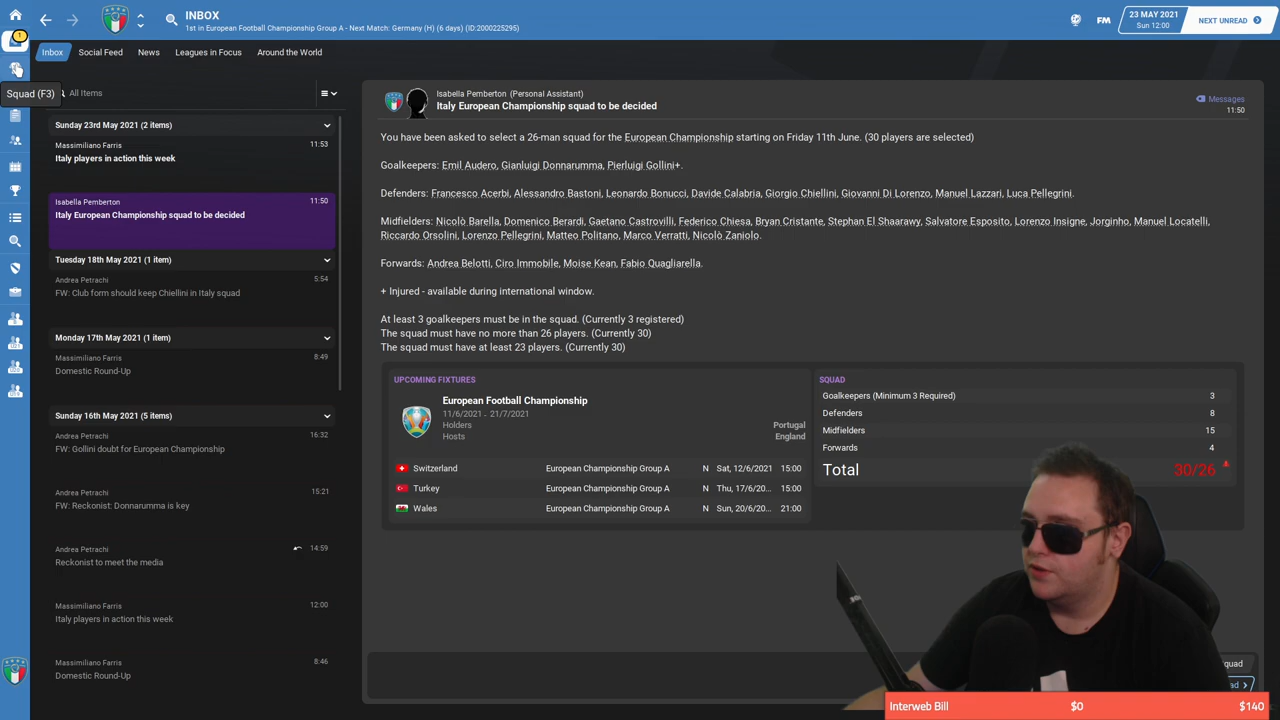 INBOX
1st in European Football Championship Group A - Next Match: Germany (H) (6 days) (ID:2000225295)
FM
23 MAY 2021
Sun 12:00
NEXT UNREAD
1
Inbox
Social Feed
News
Leagues in Focus
Around the World
Squad (F3)
All Items
Sunday 23rd May 2021 (2 items)
Massimiliano Farris
11:53
Italy players in action this week
Isabella Pemberton
11:50
Italy European Championship squad to be decided
Tuesday 18th May 2021 (1 item)
Andrea Petrachi
5:54
FW: Club form should keep Chiellini in Italy squad
Monday 17th May 2021 (1 item)
Massimiliano Farris
8:49
Domestic Round-Up
Sunday 16th May 2021 (5 items)
Andrea Petrachi
16:32
FW: Gollini doubt for European Championship
Andrea Petrachi
15:21
FW: Reckonist: Donnarumma is key
Andrea Petrachi
14:59
Reckonist to meet the media
Massimiliano Farris
12:00
Italy players in action this week
Massimiliano Farris
8:46
Domestic Round-Up
Isabella Pemberton (Personal Assistant)
Italy European Championship squad to be decided
Messages
11:50
You have been asked to select a 26-man squad for the European Championship starting on Friday 11th June. (30 players are selected)
Goalkeepers: Emil Audero, Gianluigi Donnarumma, Pierluigi Gollini+.
Defenders: Francesco Acerbi, Alessandro Bastoni, Leonardo Bonucci, Davide Calabria, Giorgio Chiellini, Giovanni Di Lorenzo, Manuel Lazzari, Luca Pellegrini.
Midfielders: Nicolò Barella, Domenico Berardi, Gaetano Castrovilli, Federico Chiesa, Bryan Cristante, Stephan El Shaarawy, Salvatore Esposito, Lorenzo Insigne, Jorginho, Manuel Locatelli,
Riccardo Orsolini, Lorenzo Pellegrini, Matteo Politano, Marco Verratti, Nicolò Zaniolo.
Forwards: Andrea Belotti, Ciro Immobile, Moise Kean, Fabio Quagliarella.
+ Injured - available during international window.
At least 3 goalkeepers must be in the squad. (Currently 3 registered)
The squad must have no more than 26 players. (Currently 30)
The squad must have at least 23 players. (Currently 30)
UPCOMING FIXTURES
European Football Championship
11/6/2021 - 21/7/2021
Holders
Portugal
Hosts
England
Switzerland
European Championship Group A
N
Sat, 12/6/2021
15:00
Turkey
European Championship Group A
N
Thu, 17/6/20...
15:00
Wales
European Championship Group A
N
Sun, 20/6/20...
21:00
SQUAD
Goalkeepers (Minimum 3 Required)
3
Defenders
8
Midfielders
15
Forwards
4
Total
30/26
Interweb Bill
$0
$140